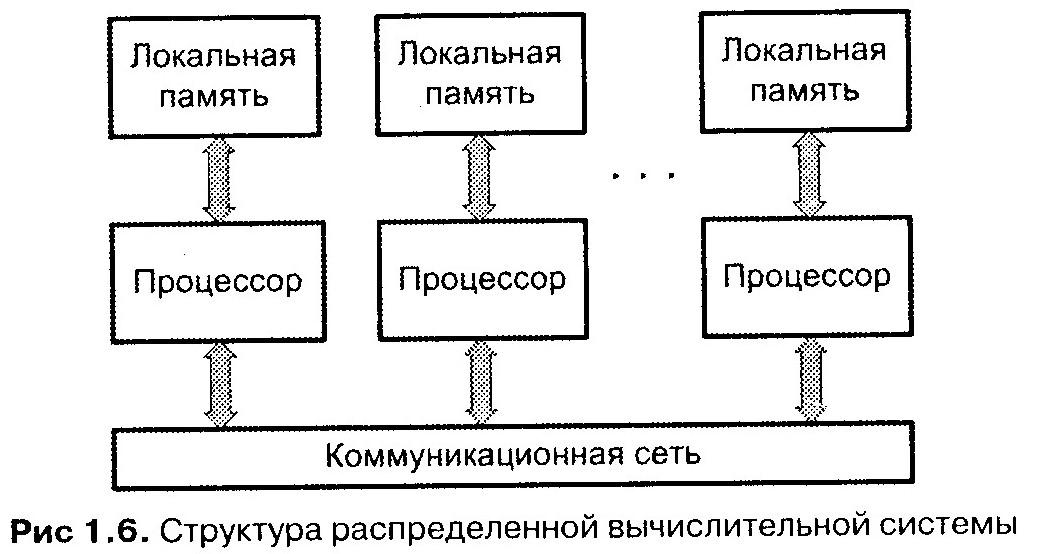 Локальная Локальная Локальная
память память память
. . .
Процессор Процессор Процессор
Коммуникационная сеть
Рис 1.6. Структура распределенной вычислительной системы